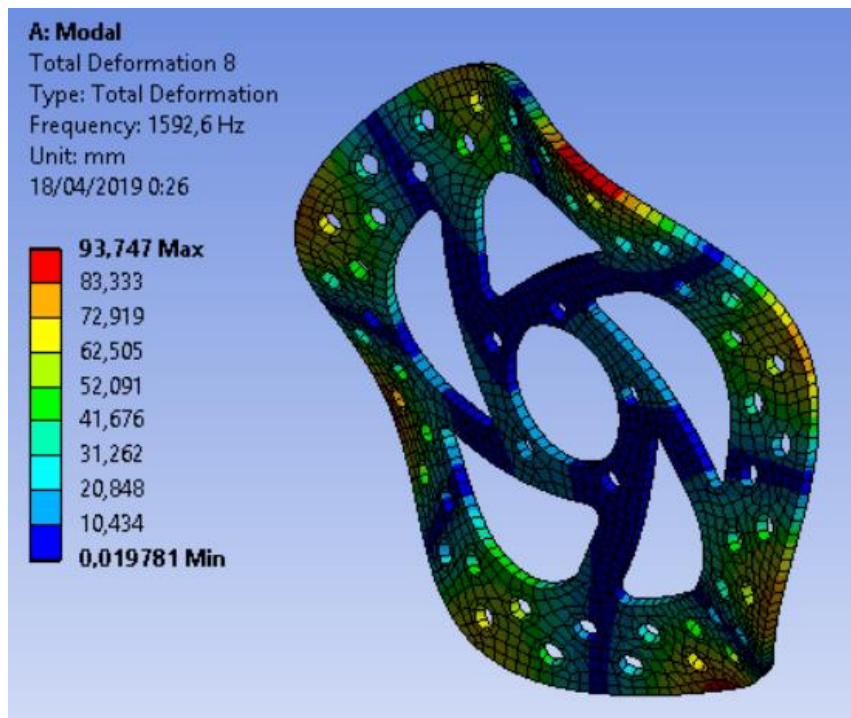 A: Modal
Total Deformation 8
Type: Total Deformation
Frequency: 1592,6 Hz
Unit: mm
18/04/2019 0:26
93,747 Max
83,333
72,919
62,505
52,091
41,676
31,262
20,848
10,434
0,019781 Min